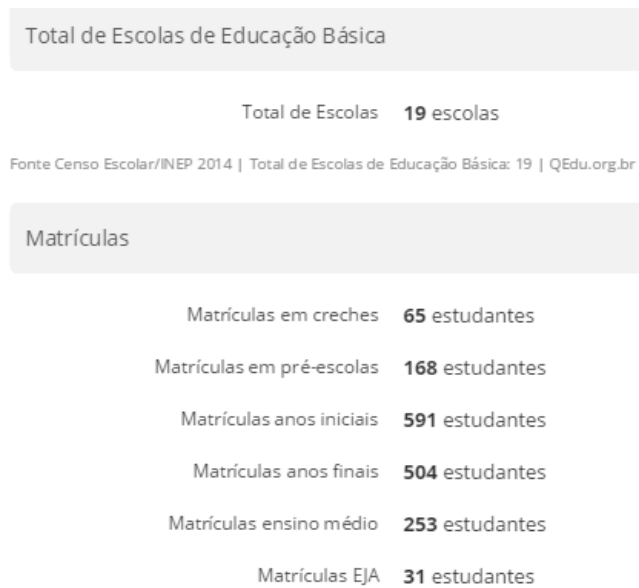 Total de Escolas de Educação Básica
Total de Escolas 19 escolas
Fonte Censo Escolar/INEP 2014 | Total de Escolas de Educação Básica: 19 | QEdu.org.br
Matrículas
Matrículas em creches 65 estudantes
Matrículas em pré-escolas 168 estudantes
Matrículas anos iniciais 591 estudantes
Matrículas anos finais 504 estudantes
Matrículas ensino médio 253 estudantes
Matrículas EJA 31 estudantes